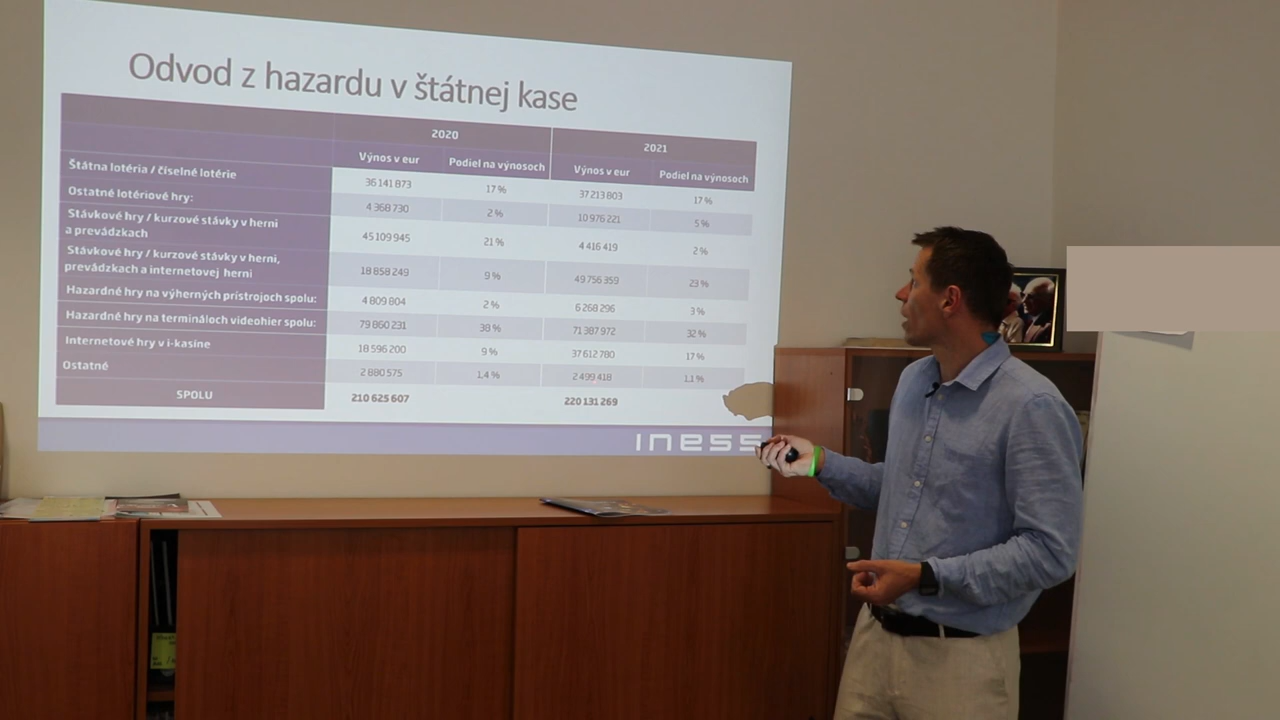 Odvod z hazardu v štátnej kase
2020 2021
Výnos v eur Podiel na výnosoch Výnos v eur Podiel na výnosoch
Štátna lotéria / číselné lotérie 36 141 873 17 % 37 213 803 17 %
Ostatné lotériové hry: 4 368 730 2 % 10 976 221 5 %
Stávkové hry / kurzové stávky v herni
a prevádzkach 45 109 945 21 % 4 416 419 2 %
Stávkové hry / kurzové stávky v herni,
prevádzkach a internetovej herni 18 858 249 9 % 49 756 359 23 %
Hazardné hry na výherných prístrojoch spolu: 4 809 804 2 % 6 268 296 3 %
Hazardné hry na termináloch videohier spolu: 79 860 231 38 % 71 387 972 32 %
Internetové hry v i-kasíne 18 596 200 9 % 37 612 780 17 %
Ostatné 2 880 575 1,4 % 2 499 418 1,1 %
SPOLU 210 625 607 220 131 269
INESS